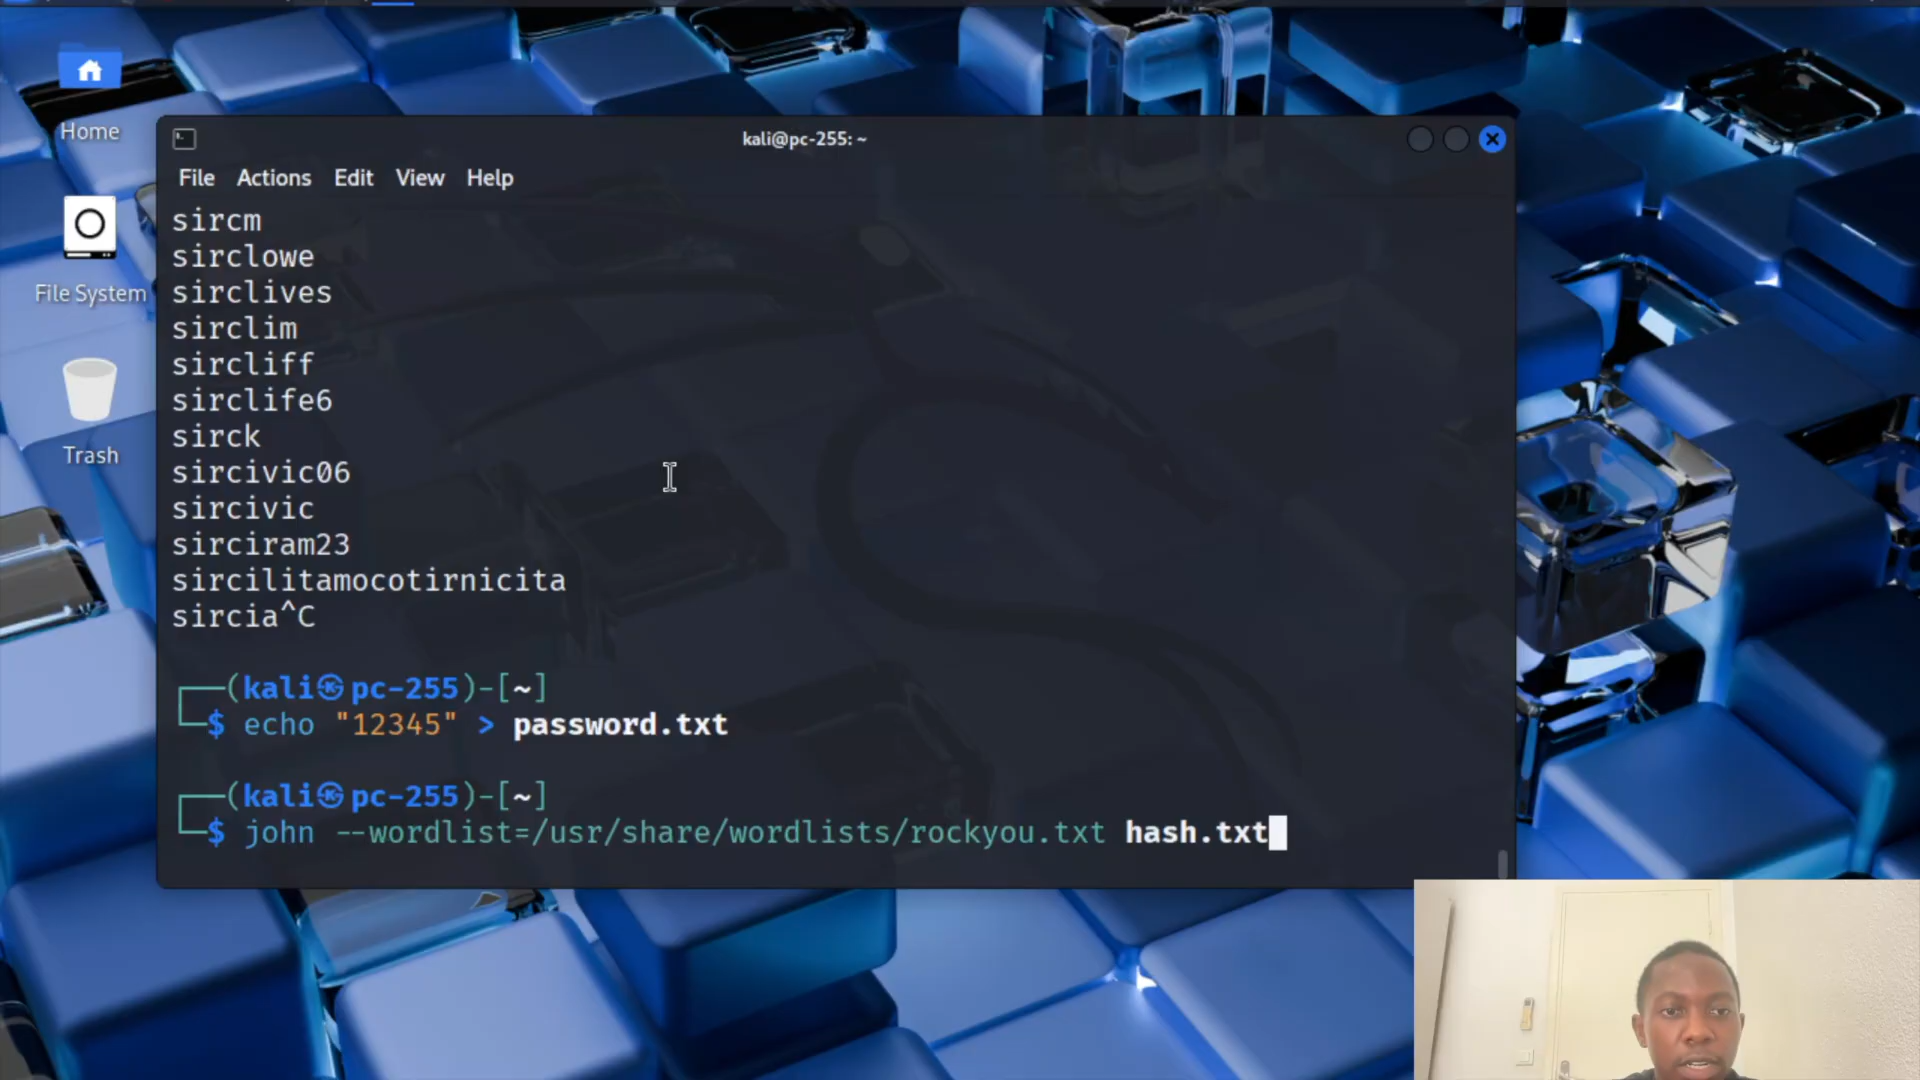 Home
File System
Trash
kali@pc-255: ~
File Actions Edit View Help
sircm
sirclowe
sirclives
sirclim
sircliff
sirclife6
sirck
sircivic06
sircivic
sirciram23
sircilitamocotirnicita
sircia^C
┌──(kali㉿pc-255)-[~]
└─$ echo "12345" > password.txt
┌──(kali㉿pc-255)-[~]
└─$ john --wordlist=/usr/share/wordlists/rockyou.txt hash.txt